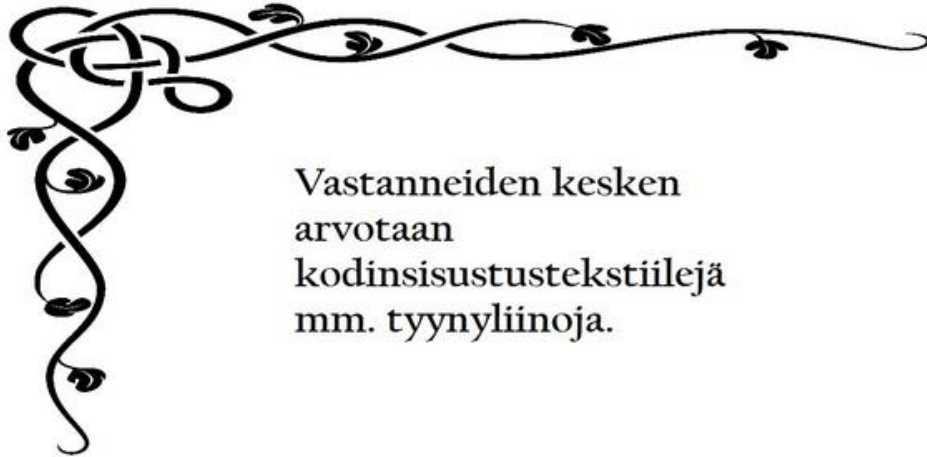 Vastanneiden kesken
arvotaan
kodinsisustustekstiilejä
mm. tyynyliinoja.